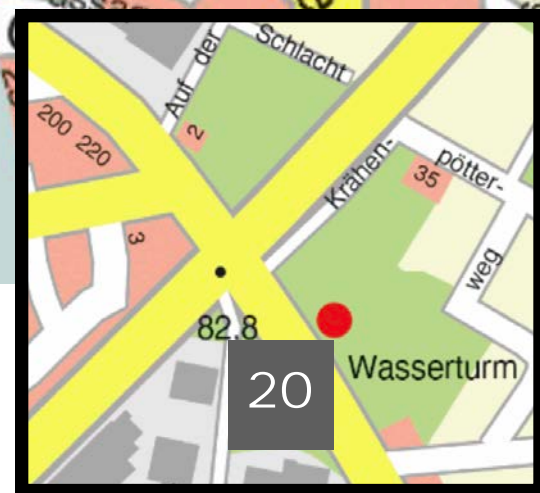 Auf der Schlacht
2
200 220
Krähen-
pötter-
weg
35
3
82.8
20
Wasserturm